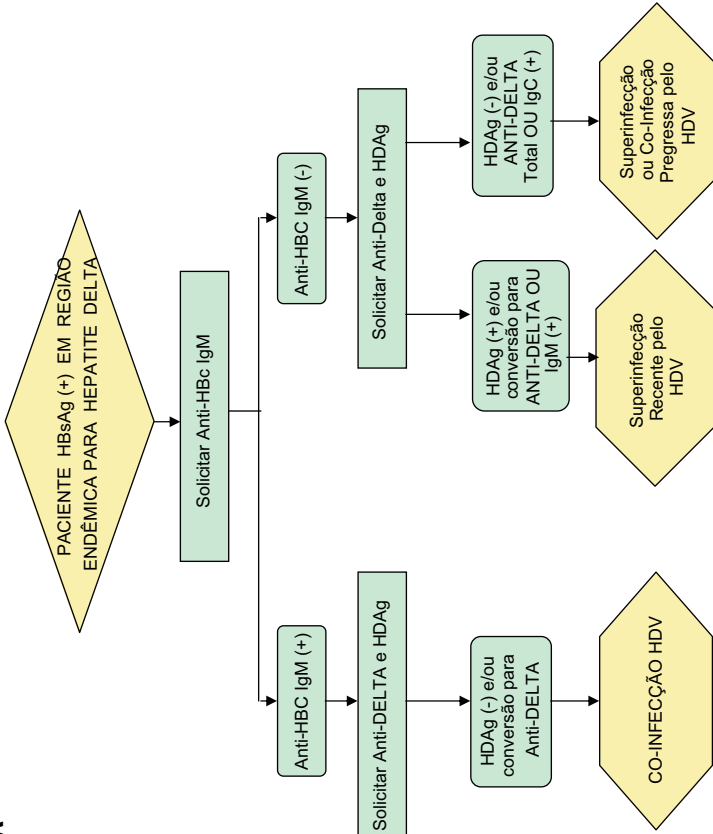 PACIENTE HBsAg (+) EM REGIÃO
ENDÊMICA PARA HEPATITE DELTA
Solicitar Anti-HBc IgM
Anti-HBC IgM (+)
Solicitar Anti-DELTA e HDAg
HDAg (-) e/ou
conversão para
Anti-DELTA
CO-INFECÇÃO HDV
Anti-HBC IgM (-)
Solicitar Anti-Delta e HDAg
HDAg (+) e/ou
conversão para
ANTI-DELTA OU
IgM (+)
Superinfecção
Recente pelo
HDV
HDAg (-) e/ou
ANTI-DELTA
Total OU IgC (+)
Superinfecção
ou Co-Infecção
Pregressa pelo
HDV